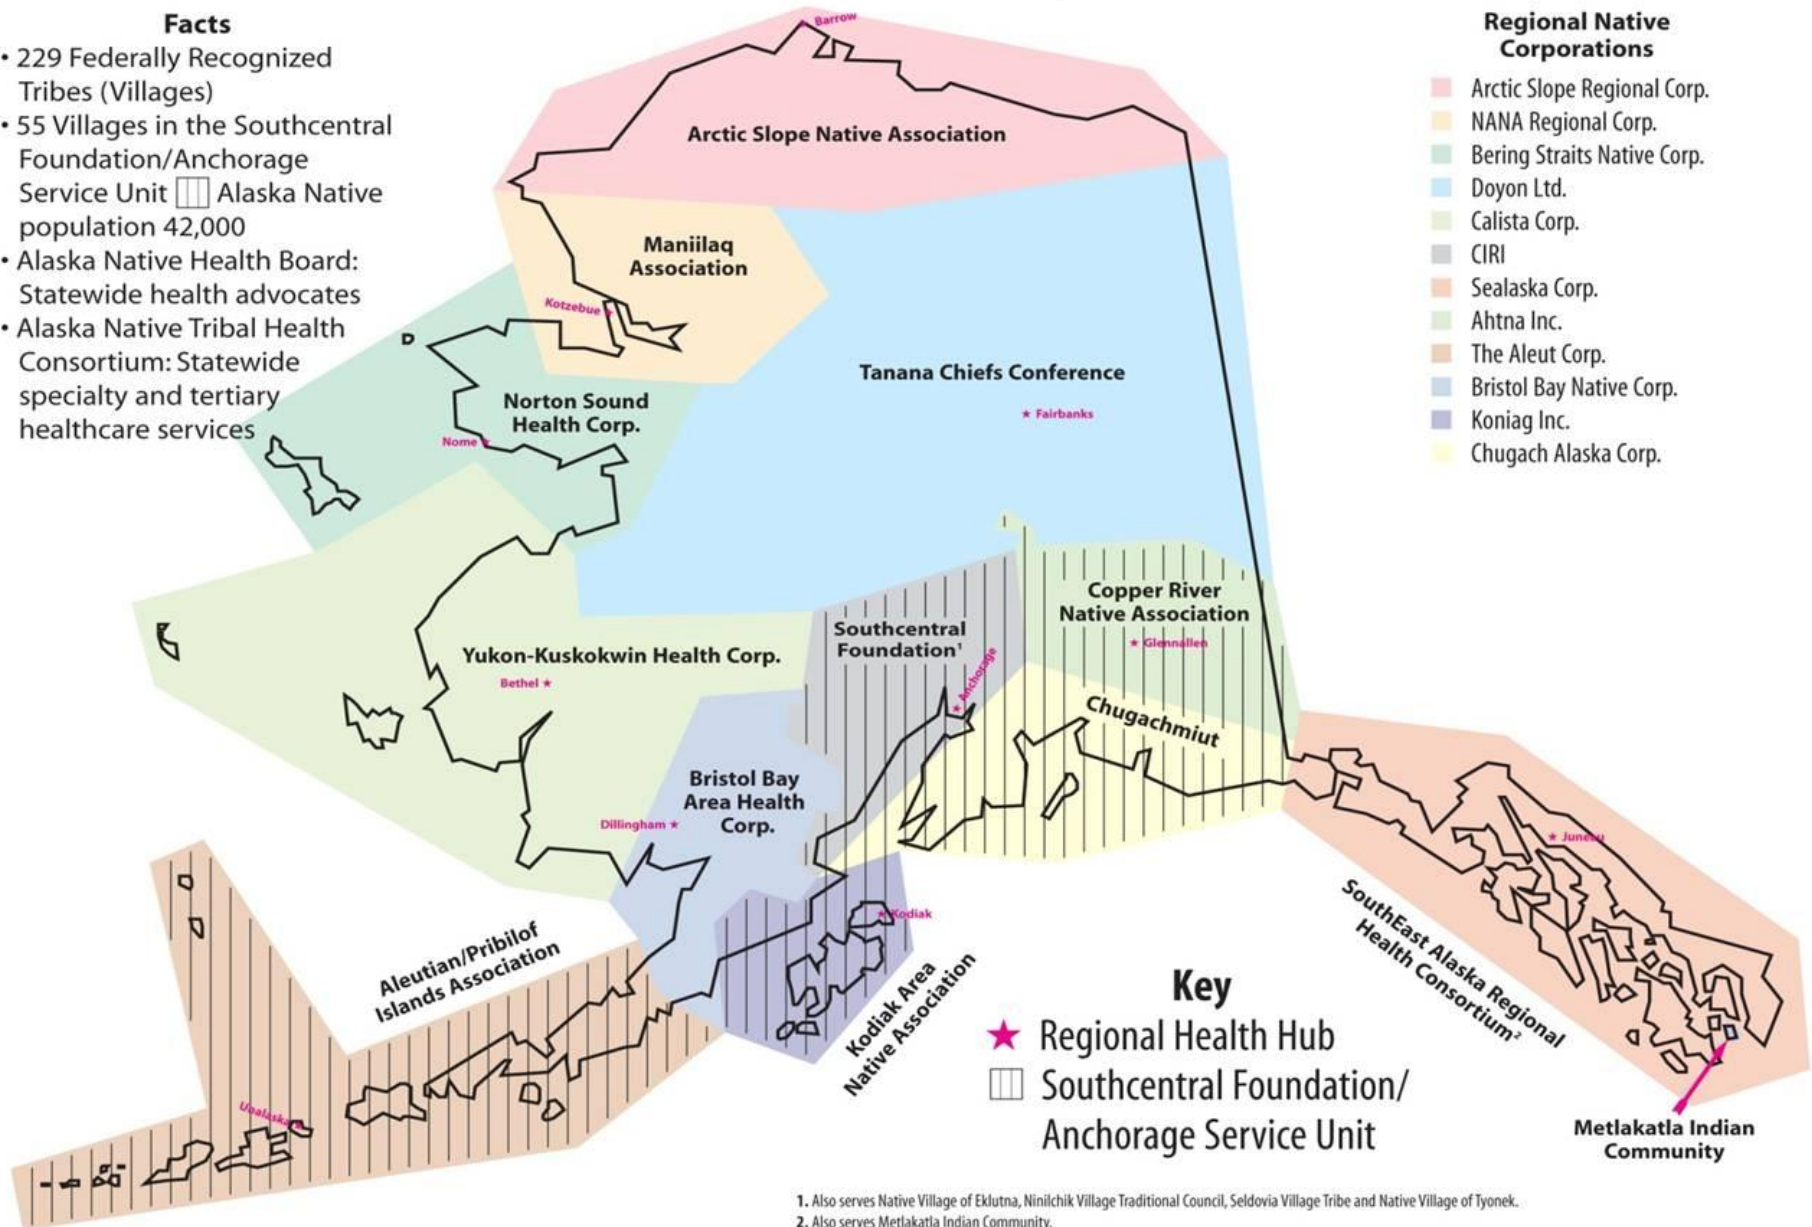 Facts
• 229 Federally Recognized
Tribes (Villages)
• 55 Villages in the Southcentral
Foundation/Anchorage
Service Unit Alaska Native
population 42,000
• Alaska Native Health Board:
Statewide health advocates
• Alaska Native Tribal Health
Consortium: Statewide
specialty and tertiary
healthcare services
Regional Native
Corporations
Arctic Slope Regional Corp.
NANA Regional Corp.
Bering Straits Native Corp.
Doyon Ltd.
Calista Corp.
CIRI
Sealaska Corp.
Ahtna Inc.
The Aleut Corp.
Bristol Bay Native Corp.
Koniag Inc.
Chugach Alaska Corp.
Barrow
Arctic Slope Native Association
Maniilaq
Association
Kotzebue
Norton Sound
Health Corp.
Nome
Tanana Chiefs Conference
Fairbanks
Copper River
Native Association
Glennallen
Southcentral
Foundation¹
Anchorage
Yukon-Kuskokwin Health Corp.
Bethel
Chugachmiut
Bristol Bay
Area Health
Corp.
Dillingham
Juneau
Kodiak
Aleutian/Pribilof
Islands Association
Kodiak Area
Native Association
SouthEast Alaska Regional
Health Consortium²
Unalaska
Metlakatla Indian
Community
Key
Regional Health Hub
Southcentral Foundation/
Anchorage Service Unit
1. Also serves Native Village of Eklutna, Ninilchik Village Traditional Council, Seldovia Village Tribe and Native Village of Tyonek.
2. Also serves Metlakatla Indian Community.